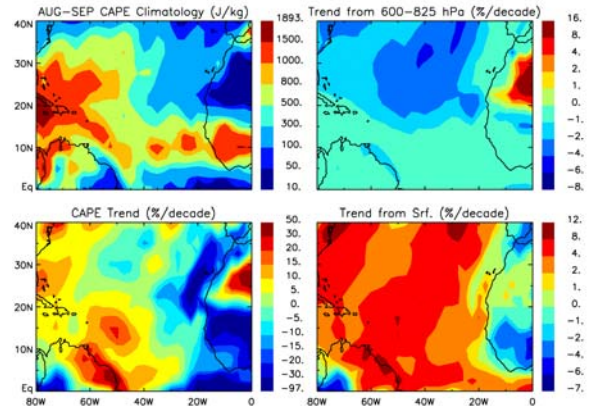 AUG-SEP CAPE Climatology (J/kg)
40N
30N
20N
10N
Eq
1893.
1500.
1000.
700.
500.
300.
100.
50.
10.
Trend from 600-825 hPa (%/decade)
16.
8.
4.
2.
1.
0.
-1.
-2.
-4.
-6.
-8.
CAPE Trend (%/decade)
40N
30N
20N
10N
Eq
80W 60W 40W 20W 0
50.
30.
20.
15.
10.
5.
0.
-5.
-10.
-15.
-20.
-30.
-97.
Trend from Srf. (%/decade)
80W 60W 40W 20W 0
12.
8.
4.
2.
1.
0.
-1.
-2.
-4.
-6.
-7.